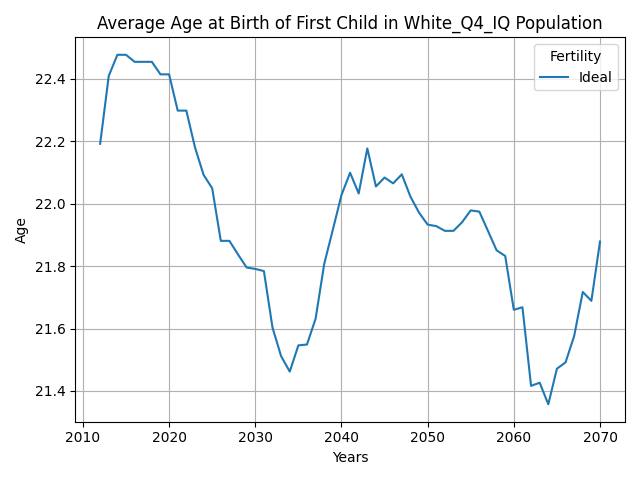 Average Age at Birth of First Child in White_Q4_IQ Population
Fertility
Ideal
22.4
22.2
22.0
21.8
21.6
21.4
Age
2010 2020 2030 2040 2050 2060 2070
Years